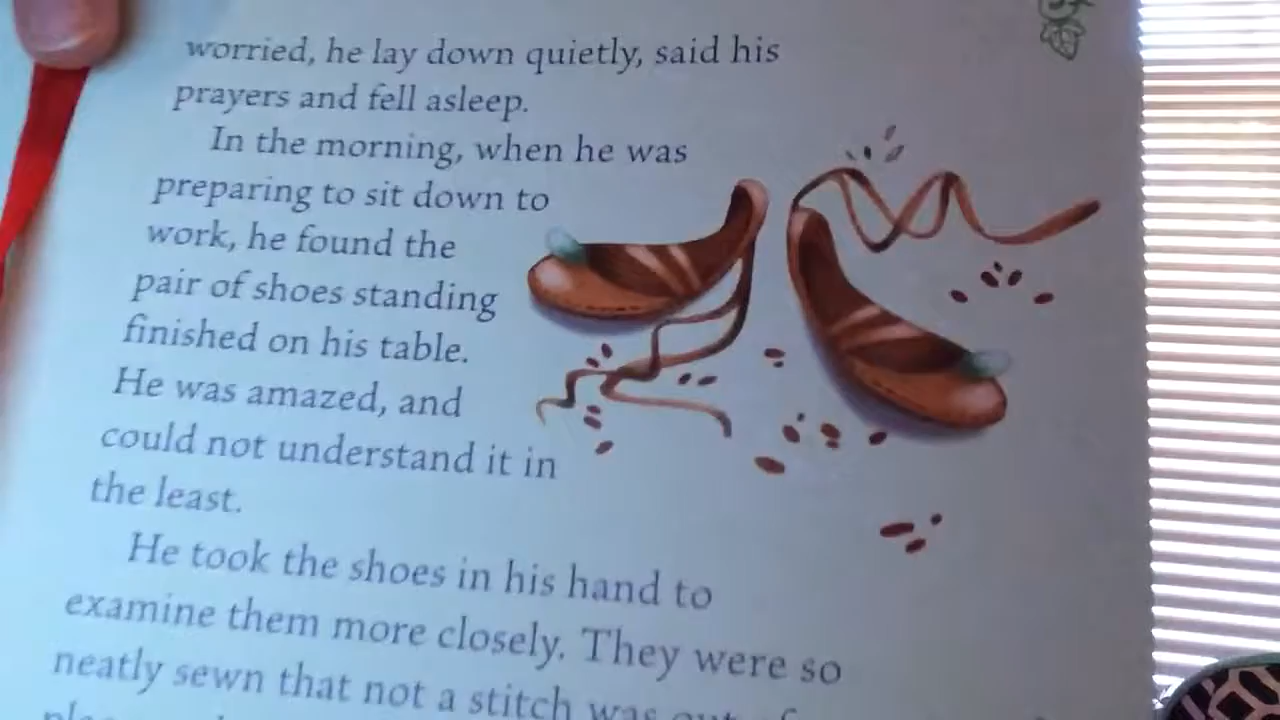 worried, he lay down quietly, said his
prayers and fell asleep.
In the morning, when he was
preparing to sit down to
work, he found the
pair of shoes standing
finished on his table.
He was amazed, and
could not understand it in
the least.
He took the shoes in his hand to
examine them more closely. They were so
neatly sewn that not a stitch was out of